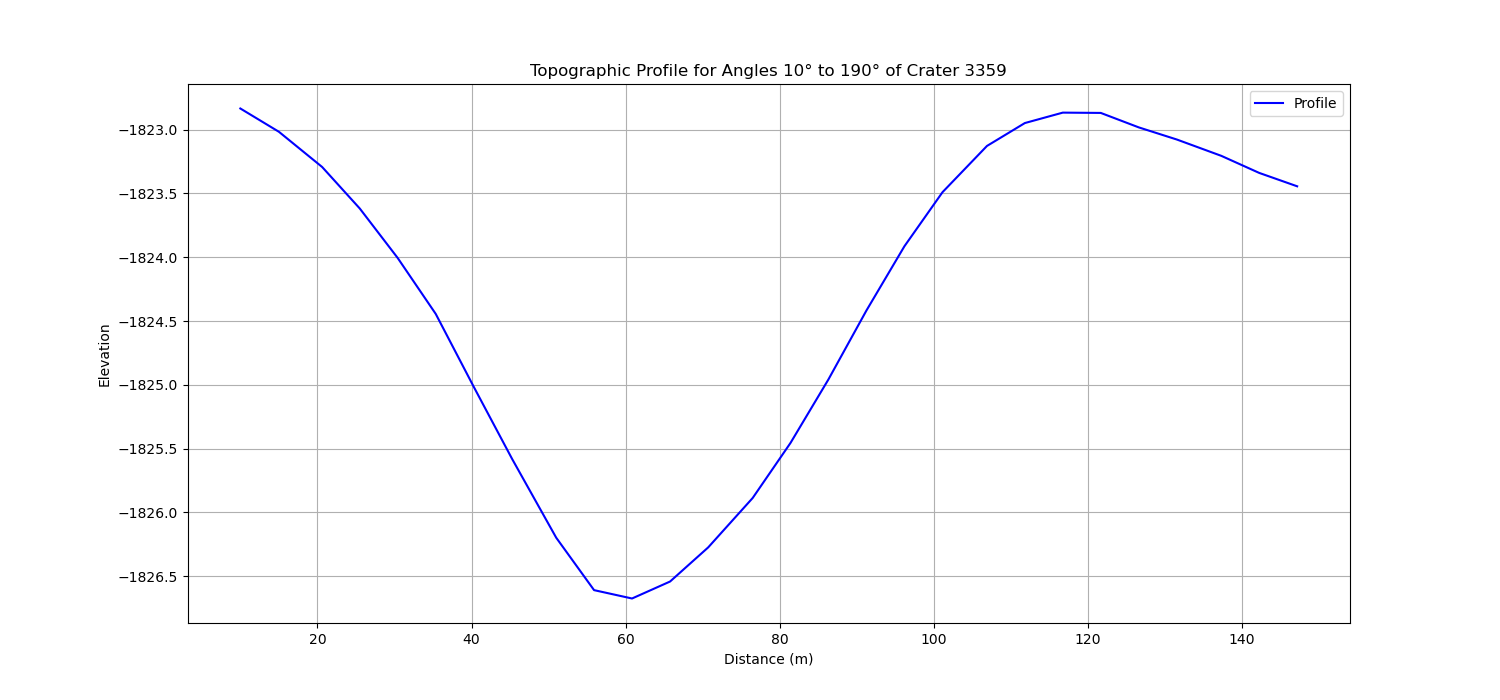 Topographic Profile for Angles 10° to 190° of Crater 3359
Profile
−1823.0
−1823.5
−1824.0
−1824.5
−1825.0
−1825.5
−1826.0
−1826.5
Elevation
20 40 60 80 100 120 140
Distance (m)